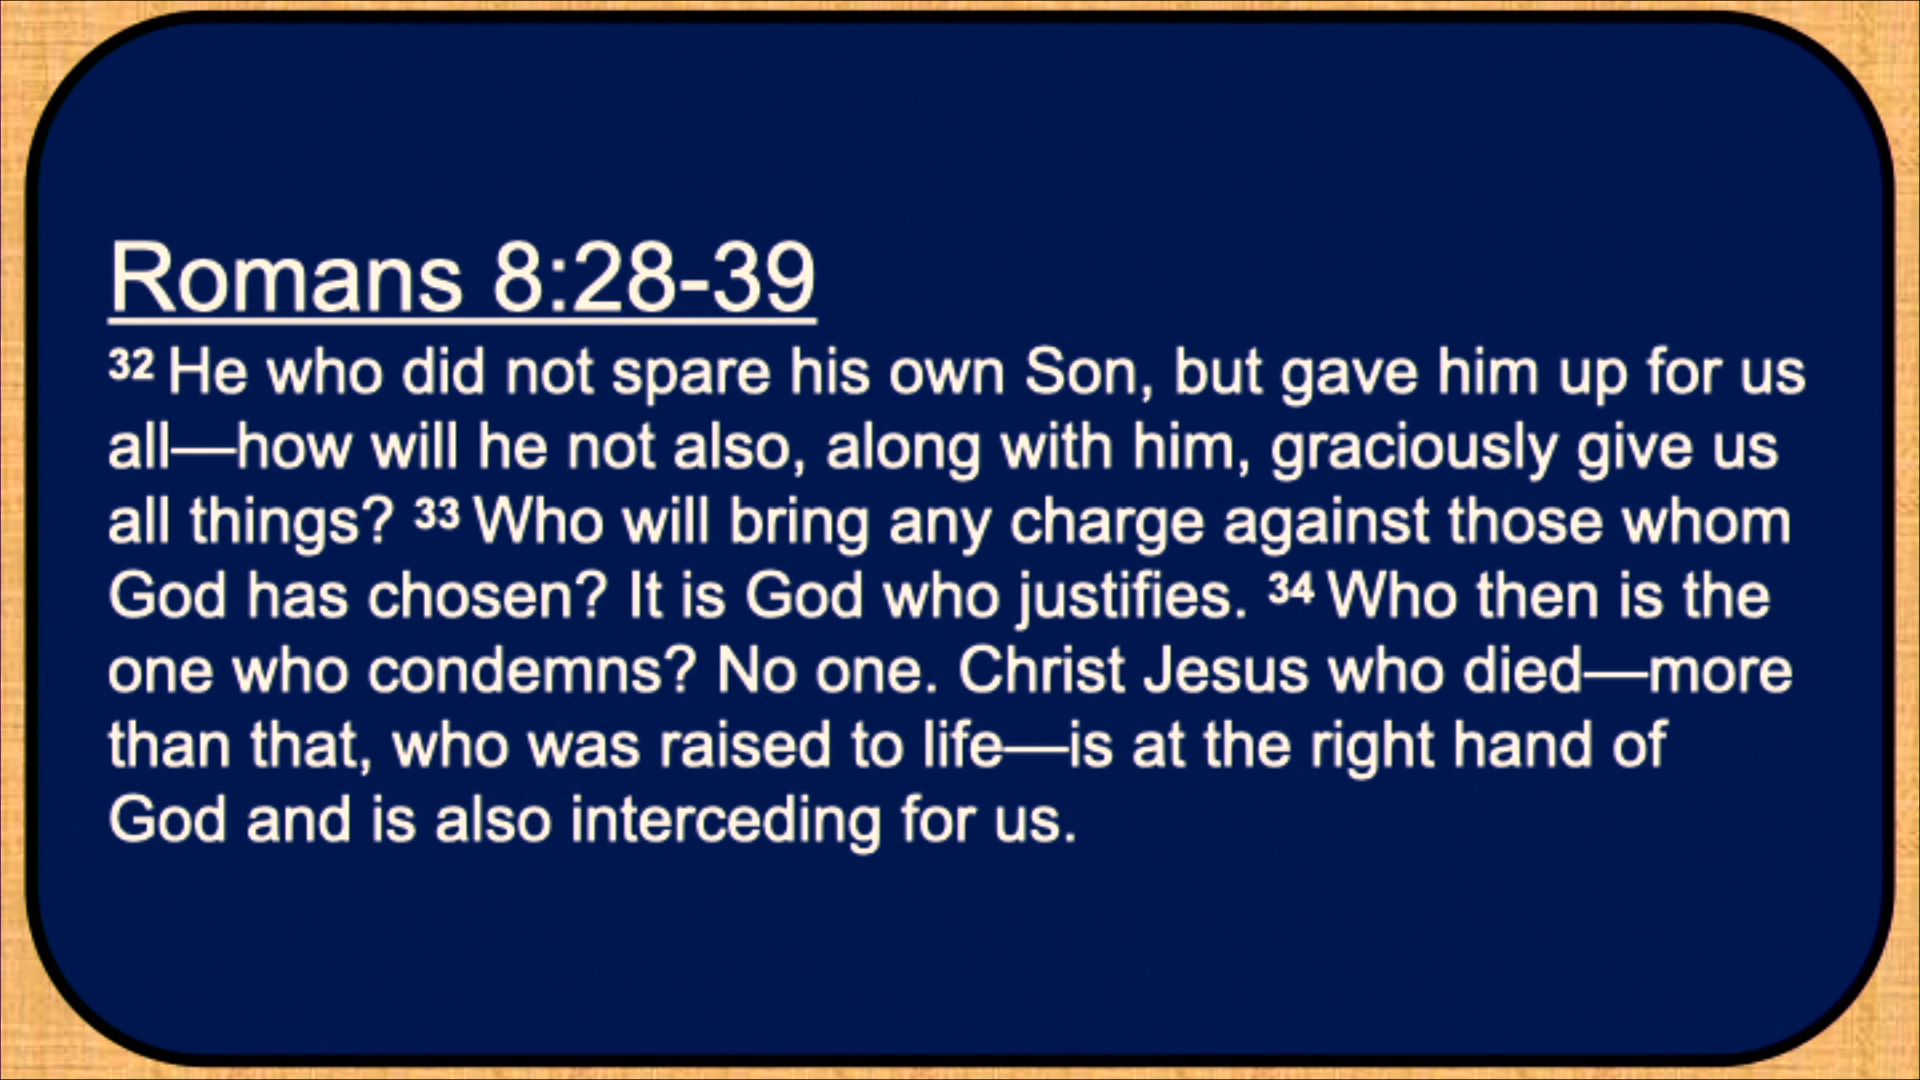 Romans 8:28-39
32 He who did not spare his own Son, but gave him up for us
all—how will he not also, along with him, graciously give us
all things? 33 Who will bring any charge against those whom
God has chosen? It is God who justifies. 34 Who then is the
one who condemns? No one. Christ Jesus who died—more
than that, who was raised to life—is at the right hand of
God and is also interceding for us.